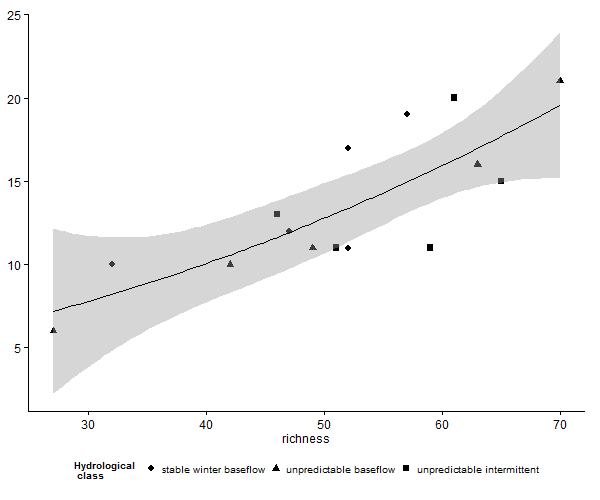 25
20
15
10
5
30 40 50 60 70
richness
Hydrological class stable winter baseflow unpredictable baseflow unpredictable intermittent